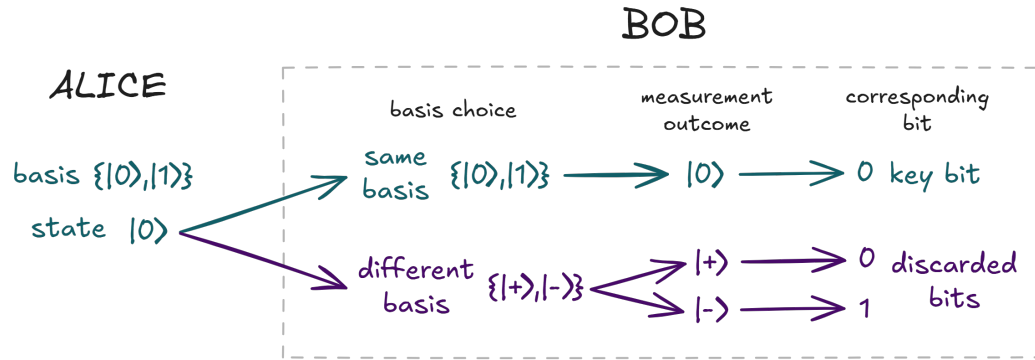 BOB
ALICE
basis choice
measurement
outcome
corresponding
bit
basis {|0⟩,|1⟩}
state |0⟩
same
basis
{|0⟩,|1⟩}
|0⟩
0 key bit
different
basis
{|+⟩,|-⟩}
|+⟩
0
|-⟩
1
discarded
bits